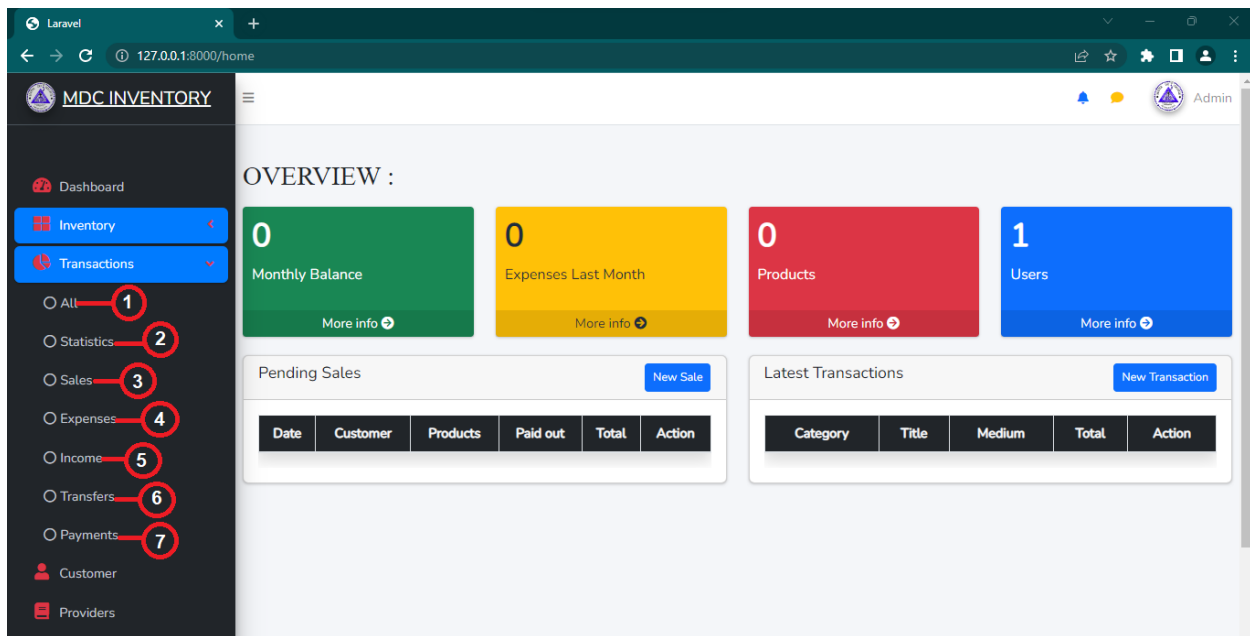 Laravel
127.0.0.1:8000/home
MDC INVENTORY
Admin
Dashboard
Inventory
Transactions
All 1
Statistics 2
Sales 3
Expenses 4
Income 5
Transfers 6
Payments 7
Customer
Providers
OVERVIEW :
0
Monthly Balance
More info
0
Expenses Last Month
More info
0
Products
More info
1
Users
More info
Pending Sales New Sale
Date Customer Products Paid out Total Action
Latest Transactions New Transaction
Category Title Medium Total Action